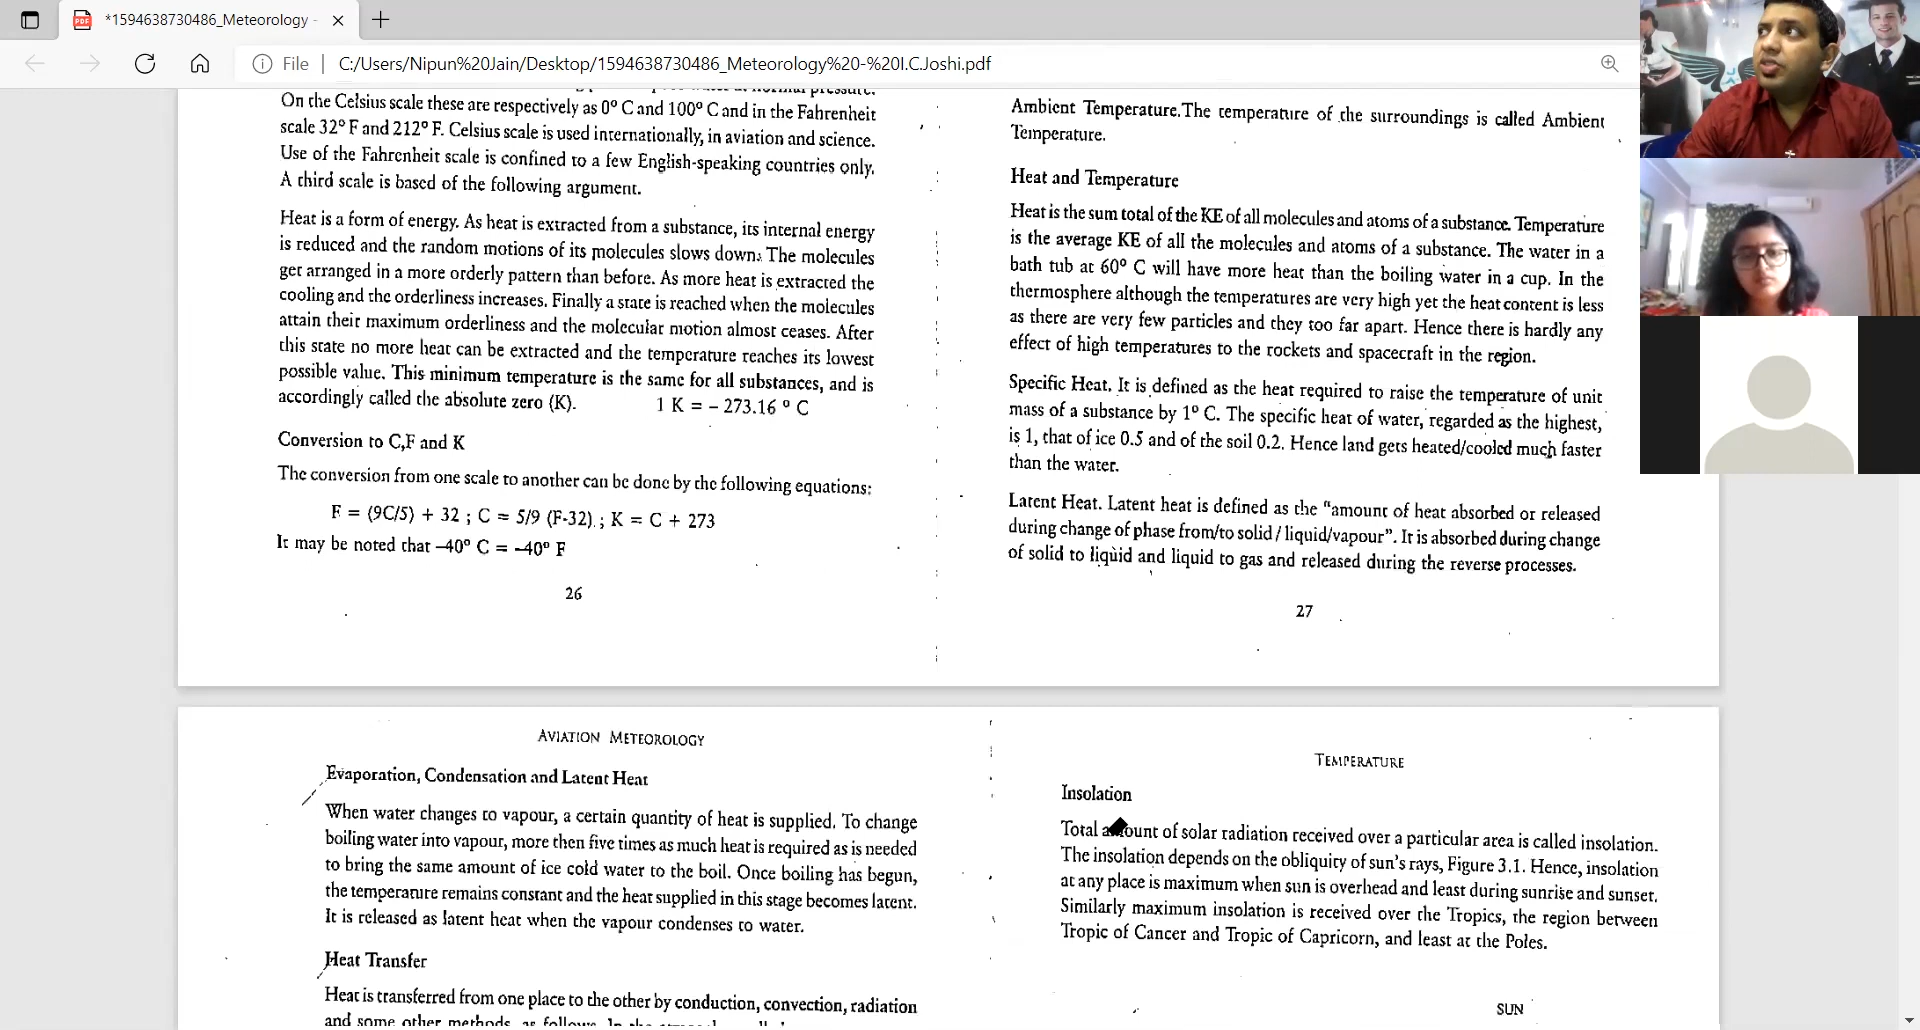 *1594638730486_Meteorology -
File
C:/Users/Nipun%20Jain/Desktop/1594638730486_Meteorology%20-%20I.C.Joshi.pdf
On the Celsius scale these are respectively as 0° C and 100° C and in the Fahrenheit
scale 32° F and 212° F. Celsius scale is used internationally, in aviation and science.
Use of the Fahrenheit scale is confined to a few English-speaking countries only.
A third scale is based of the following argument.
Heat is a form of energy. As heat is extracted from a substance, its internal energy
is reduced and the random motions of its molecules slows down. The molecules
get arranged in a more orderly pattern than before. As more heat is extracted the
cooling and the orderliness increases. Finally a state is reached when the molecules
attain their maximum orderliness and the molecular motion almost ceases. After
this state no more heat can be extracted and the temperature reaches its lowest
possible value. This minimum temperature is the same for all substances, and is
accordingly called the absolute zero (K). 1 K = – 273.16 ° C
Conversion to C,F and K
The conversion from one scale to another can be done by the following equations:
F = (9C/5) + 32 ; C = 5/9 (F-32) ; K = C + 273
It may be noted that –40° C = -40° F
26
Ambient Temperature.The temperature of the surroundings is called Ambient
Temperature.
Heat and Temperature
Heat is the sum total of the KE of all molecules and atoms of a substance. Temperature
is the average KE of all the molecules and atoms of a substance. The water in a
bath tub at 60° C will have more heat than the boiling water in a cup. In the
thermosphere although the temperatures are very high yet the heat content is less
as there are very few particles and they too far apart. Hence there is hardly any
effect of high temperatures to the rockets and spacecraft in the region.
Specific Heat. It is defined as the heat required to raise the temperature of unit
mass of a substance by 1° C. The specific heat of water, regarded as the highest,
is 1, that of ice 0.5 and of the soil 0.2. Hence land gets heated/cooled much faster
than the water.
Latent Heat. Latent heat is defined as the “amount of heat absorbed or released
during change of phase from/to solid / liquid/vapour”. It is absorbed during change
of solid to liquid and liquid to gas and released during the reverse processes.
27
AVIATION METEOROLOGY
Evaporation, Condensation and Latent Heat
When water changes to vapour, a certain quantity of heat is supplied. To change
boiling water into vapour, more then five times as much heat is required as is needed
to bring the same amount of ice cold water to the boil. Once boiling has begun,
the temperature remains constant and the heat supplied in this stage becomes latent.
It is released as latent heat when the vapour condenses to water.
Heat Transfer
Heat is transferred from one place to the other by conduction, convection, radiation
and some other methods, as follows. In the
TEMPERATURE
Insolation
Total amount of solar radiation received over a particular area is called insolation.
The insolation depends on the obliquity of sun's rays, Figure 3.1. Hence, insolation
at any place is maximum when sun is overhead and least during sunrise and sunset.
Similarly maximum insolation is received over the Tropics, the region between
Tropic of Cancer and Tropic of Capricorn, and least at the Poles.
SUN